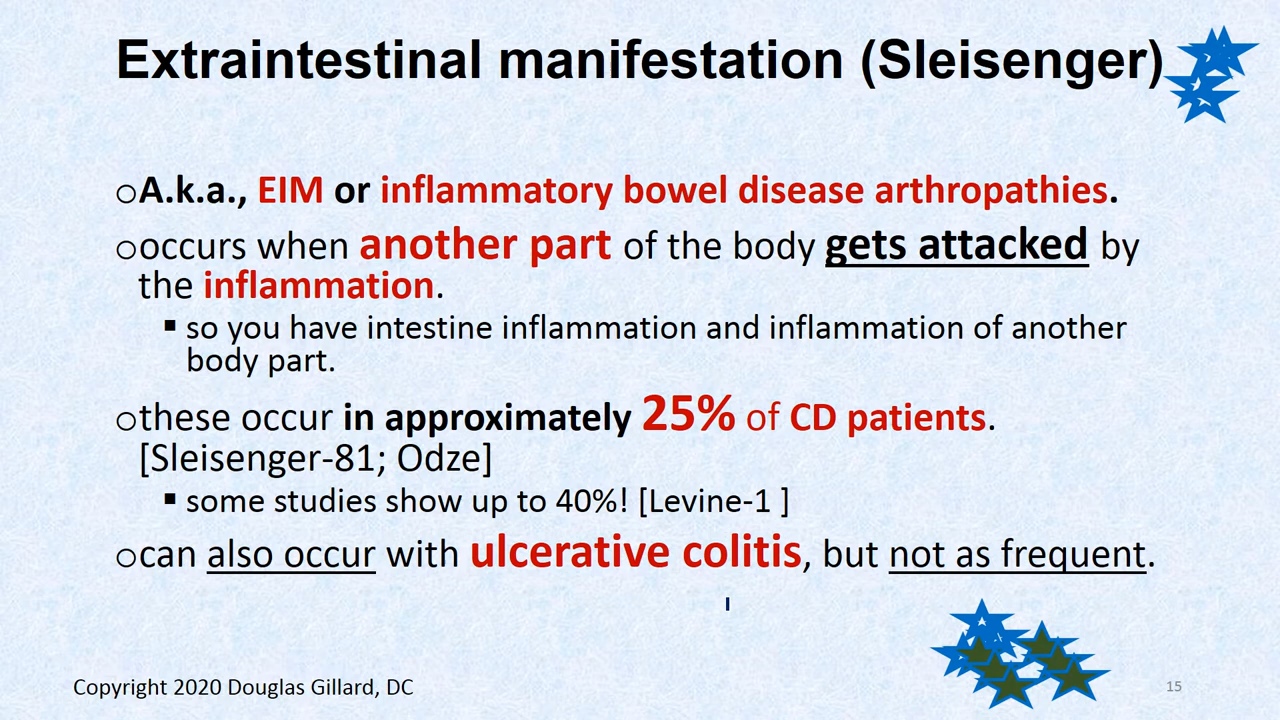 Extraintestinal manifestation (Sleisenger)
oA.k.a., EIM or inflammatory bowel disease arthropathies.
ooccurs when another part of the body gets attacked by
the inflammation.
▪ so you have intestine inflammation and inflammation of another
body part.
othese occur in approximately 25% of CD patients.
[Sleisenger-81; Odze]
▪ some studies show up to 40%! [Levine-1 ]
ocan also occur with ulcerative colitis, but not as frequent.
Copyright 2020 Douglas Gillard, DC
15